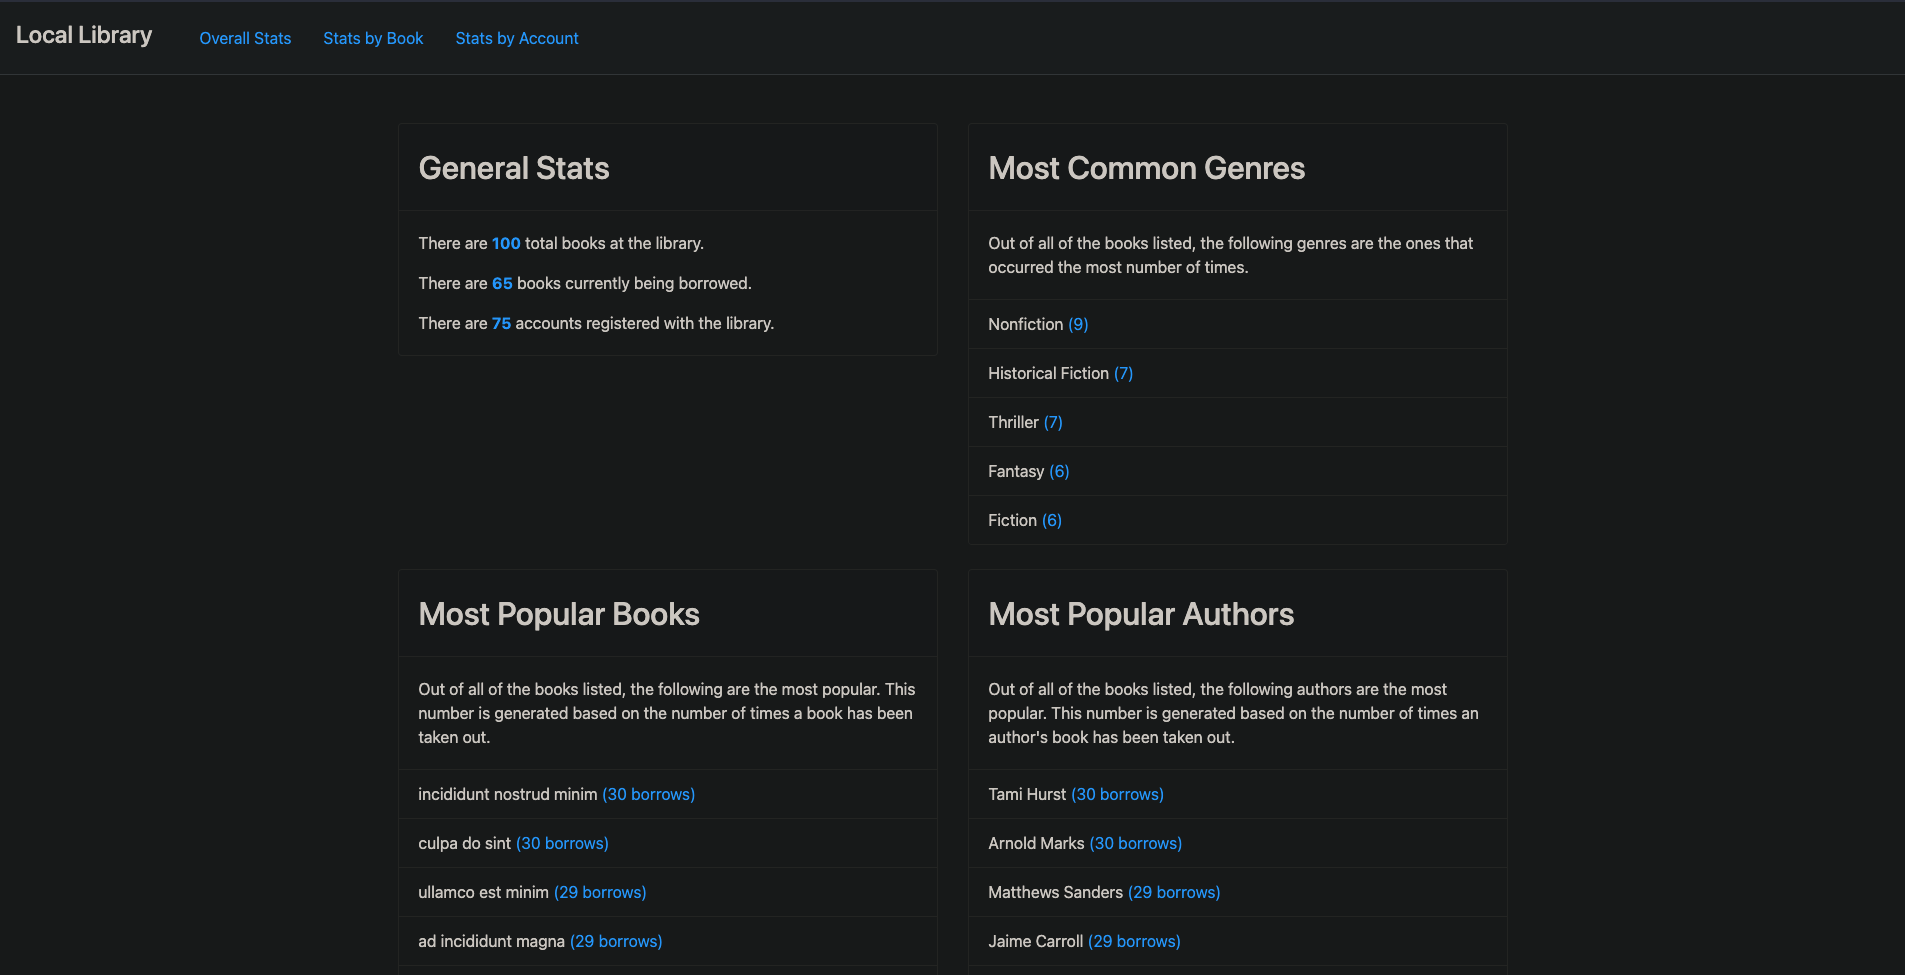 Local Library
Overall Stats
Stats by Book
Stats by Account
General Stats
There are 100 total books at the library.
There are 65 books currently being borrowed.
There are 75 accounts registered with the library.
Most Common Genres
Out of all of the books listed, the following genres are the ones that
occurred the most number of times.
Nonfiction (9)
Historical Fiction (7)
Thriller (7)
Fantasy (6)
Fiction (6)
Most Popular Books
Out of all of the books listed, the following are the most popular. This
number is generated based on the number of times a book has been
taken out.
incididunt nostrud minim (30 borrows)
culpa do sint (30 borrows)
ullamco est minim (29 borrows)
ad incididunt magna (29 borrows)
Most Popular Authors
Out of all of the books listed, the following authors are the most
popular. This number is generated based on the number of times an
author's book has been taken out.
Tami Hurst (30 borrows)
Arnold Marks (30 borrows)
Matthews Sanders (29 borrows)
Jaime Carroll (29 borrows)